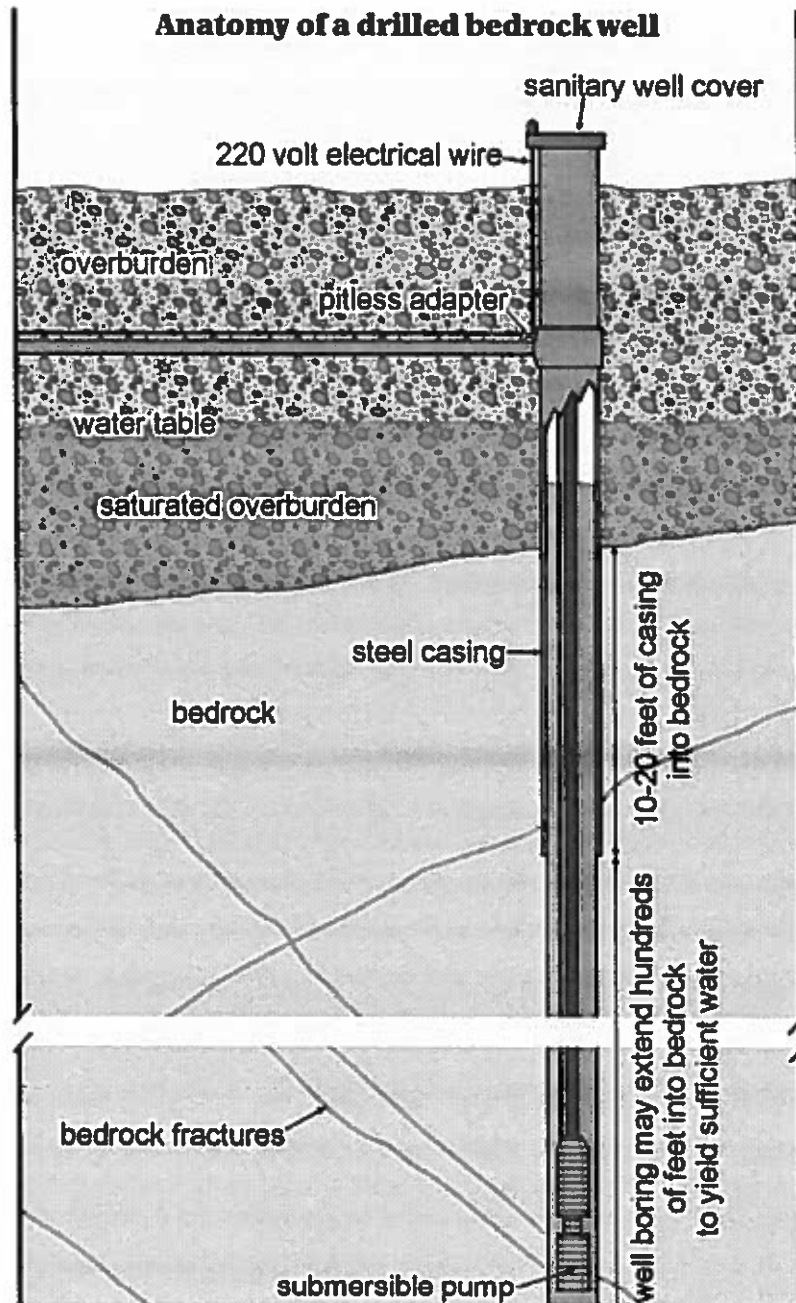 Anatomy of a drilled bedrock well
sanitary well cover
220 volt electrical wire
overburden
pitless adapter
water table
saturated overburden
steel casing
10-20 feet of casing
into bedrock
bedrock
well boring may extend hundreds
of feet into bedrock
to yield sufficient water
bedrock fractures
submersible pump